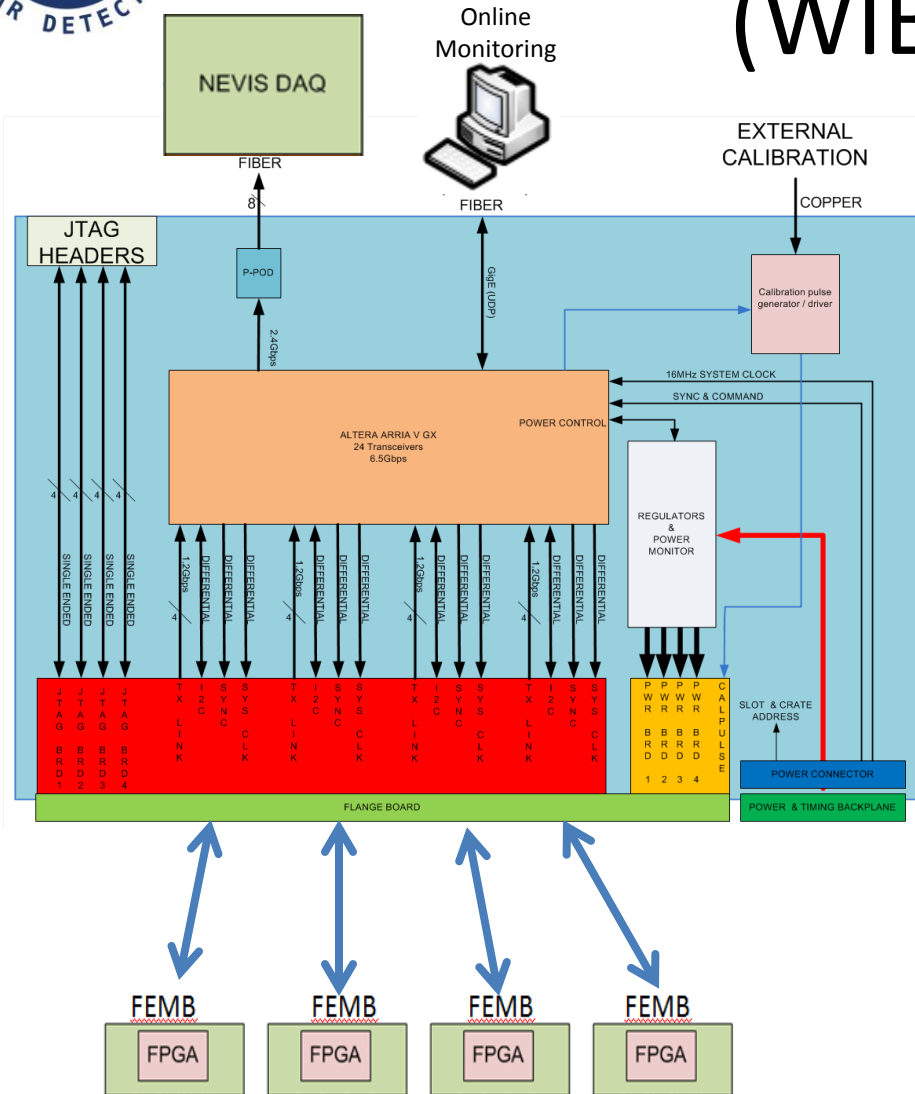 R DETECT
(WIB
Online
Monitoring
NEVIS DAQ
EXTERNAL
CALIBRATION
FIBER
8
FIBER
COPPER
JTAG
HEADERS
P-POD
GigE (UDP)
Calibration pulse
generator / driver
2.4Gbps
16MHz SYSTEM CLOCK
SYNC & COMMAND
POWER CONTROL
ALTERA ARRIA V GX
24 Transceivers
6.5Gbps
4
4
4
4
REGULATORS
&
POWER
MONITOR
SINGLE ENDED
SINGLE ENDED
SINGLE ENDED
SINGLE ENDED
1.2Gbps
4
DIFFERENTIAL
DIFFERENTIAL
DIFFERENTIAL
1.2Gbps
4
DIFFERENTIAL
DIFFERENTIAL
DIFFERENTIAL
1.2Gbps
4
DIFFERENTIAL
DIFFERENTIAL
DIFFERENTIAL
1.2Gbps
4
DIFFERENTIAL
DIFFERENTIAL
DIFFERENTIAL
JTAG BRD1
JTAG BRD2
JTAG BRD3
JTAG BRD4
TX LINK
I2C
SYNC
SYS CLK
TX LINK
I2C
SYNC
SYS CLK
TX LINK
I2C
SYNC
SYS CLK
TX LINK
I2C
SYNC
SYS CLK
PWR BRD 1
PWR BRD 2
PWR BRD 3
PWR BRD 4
CALPULSE
SLOT & CRATE
ADDRESS
POWER CONNECTOR
FLANGE BOARD
POWER & TIMING BACKPLANE
FEMB
FEMB
FEMB
FEMB
FPGA
FPGA
FPGA
FPGA